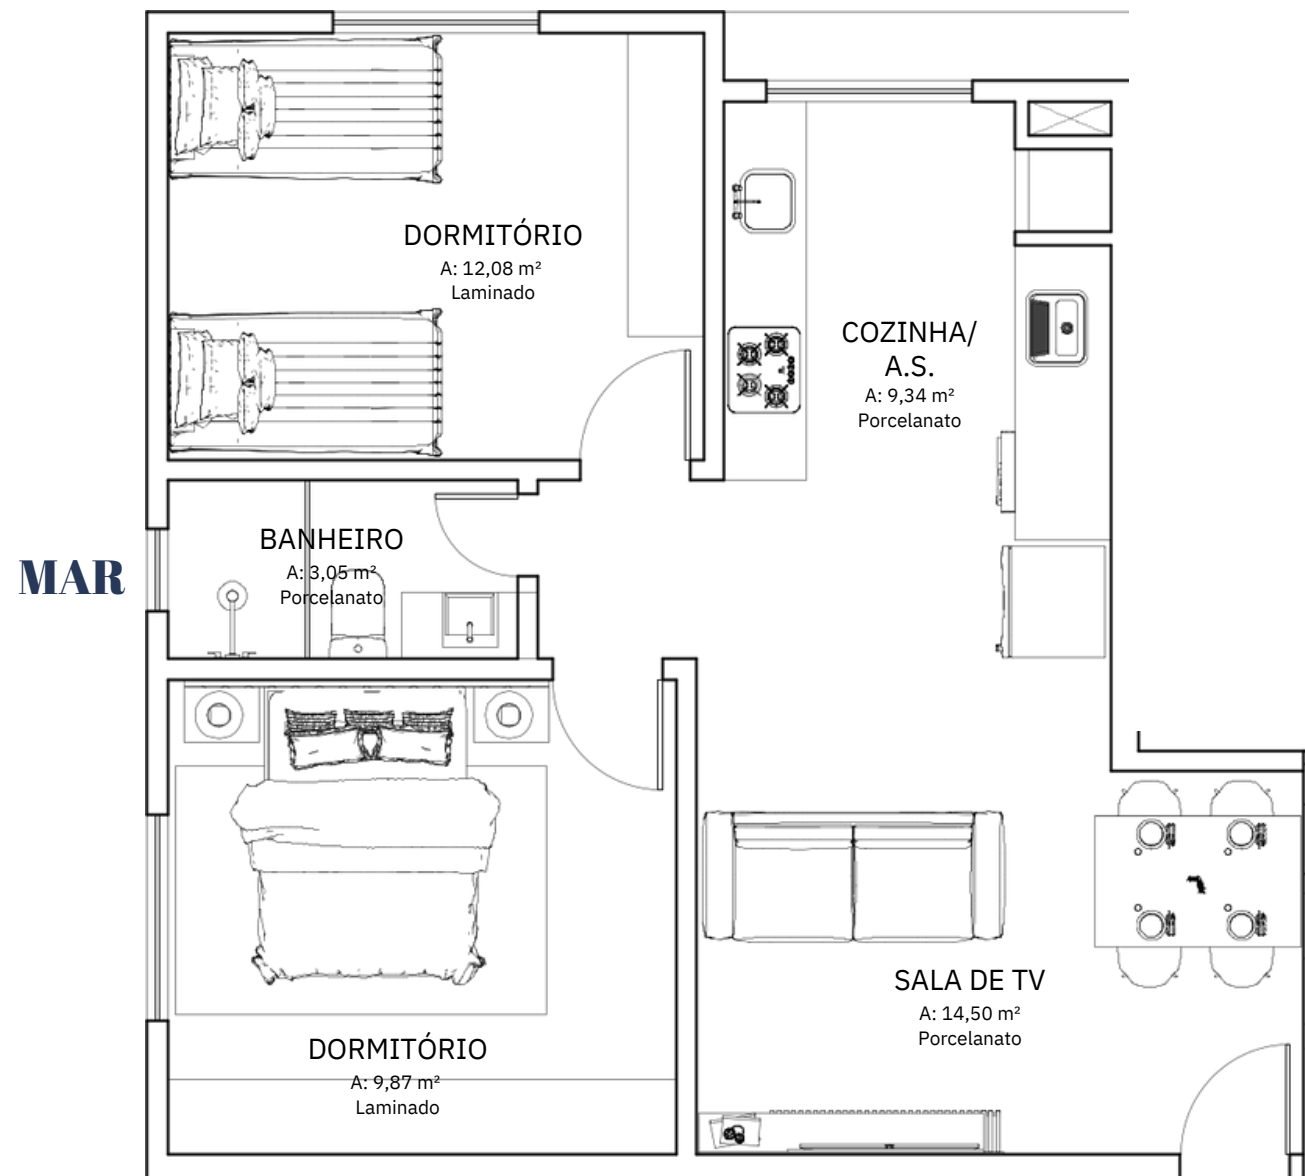 DORMITÓRIO
A: 12,08 m²
Laminado
COZINHA/
A.S.
A: 9,34 m²
Porcelanato
BANHEIRO
A: 3,05 m²
Porcelanato
MAR
SALA DE TV
A: 14,50 m²
Porcelanato
DORMITÓRIO
A: 9,87 m²
Laminado